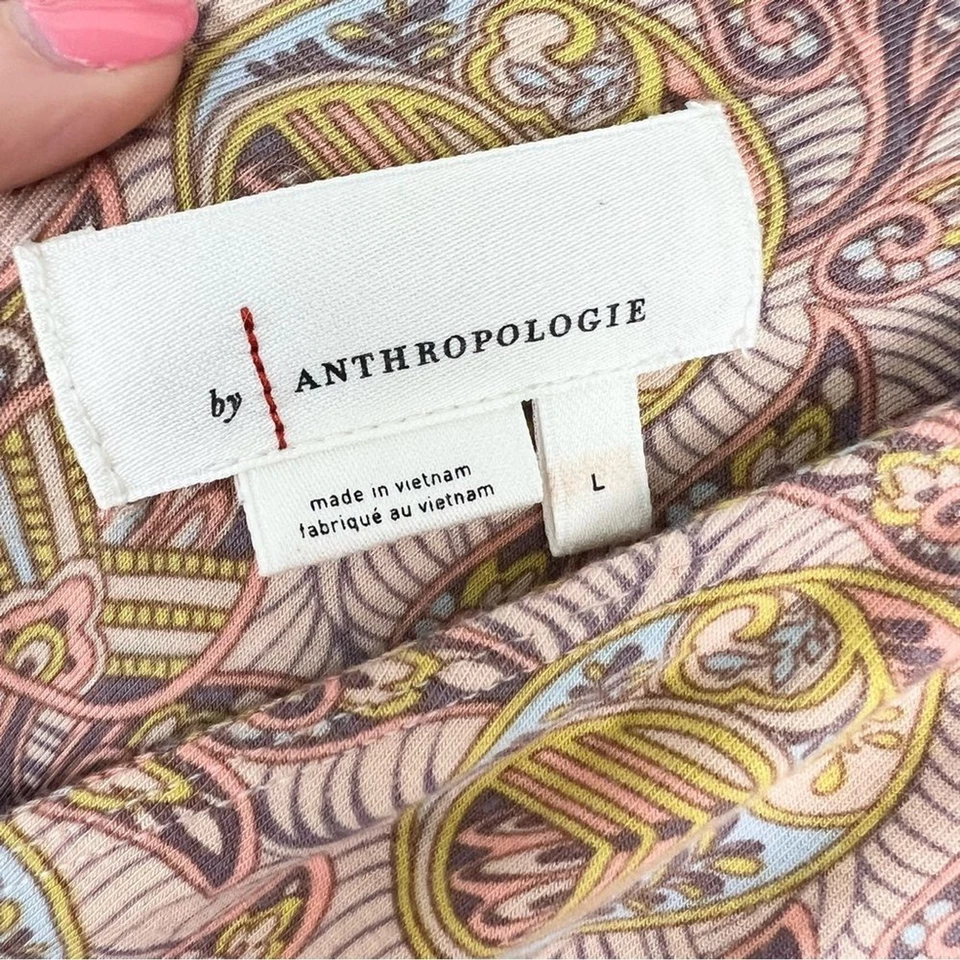 by ANTHROPOLOGIE
made in vietnam
fabriqué au vietnam
L